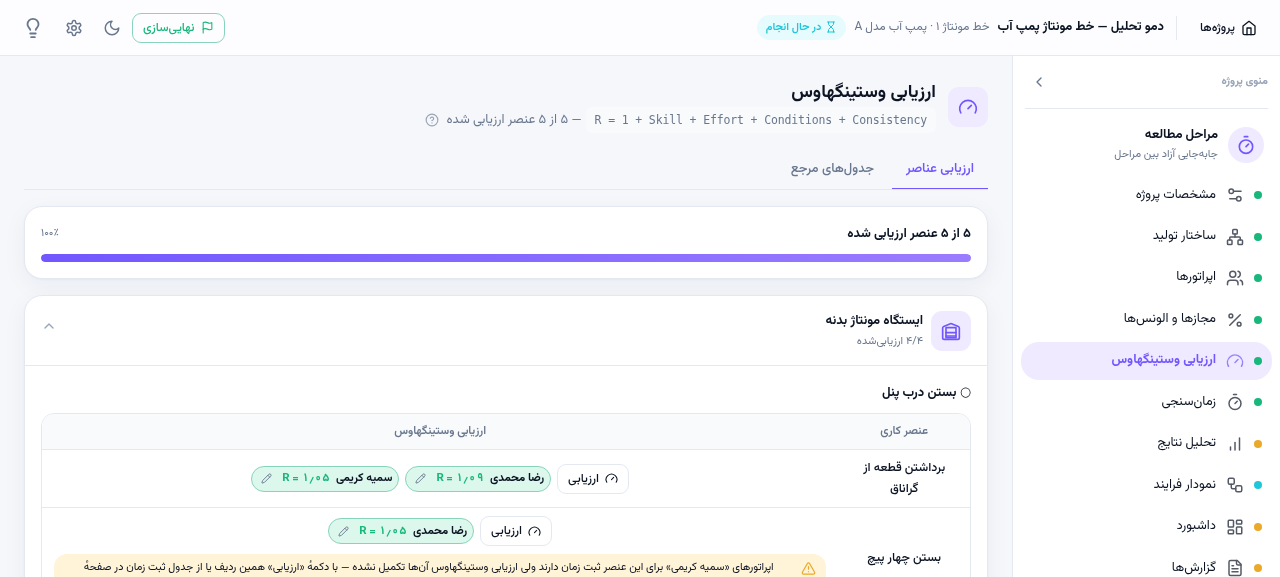 پروژه‌ها
دمو تحلیل — خط مونتاژ پمپ آب
خط مونتاژ ۱ · پمپ آب مدل A
در حال انجام
نهایی‌سازی
منوی پروژه
مراحل مطالعه
جابه‌جایی آزاد بین مراحل
مشخصات پروژه
ساختار تولید
اپراتورها
مجازها و الونس‌ها
ارزیابی وستینگهاوس
زمان‌سنجی
تحلیل نتایج
نمودار فرایند
داشبورد
گزارش‌ها
ارزیابی وستینگهاوس
R = 1 + Skill + Effort + Conditions + Consistency — ۵ از ۵ عنصر ارزیابی شده
ارزیابی عناصر
جدول‌های مرجع
۵ از ۵ عنصر ارزیابی شده
۱۰۰٪
ایستگاه مونتاژ بدنه
۴/۴ ارزیابی‌شده
بستن درب پنل
عنصر کاری
ارزیابی وستینگهاوس
برداشتن قطعه از گراناق
ارزیابی
رضا محمدی R = ۱٫۰۹
سمیه کریمی R = ۱٫۰۵
بستن چهار پیچ
ارزیابی
رضا محمدی R = ۱٫۰۵
اپراتورهای «سمیه کریمی» برای این عنصر ثبت زمان دارند ولی ارزیابی وستینگهاوس آن‌ها تکمیل نشده — با دکمهٔ «ارزیابی» همین ردیف یا از جدول ثبت زمان در صفحهٔ